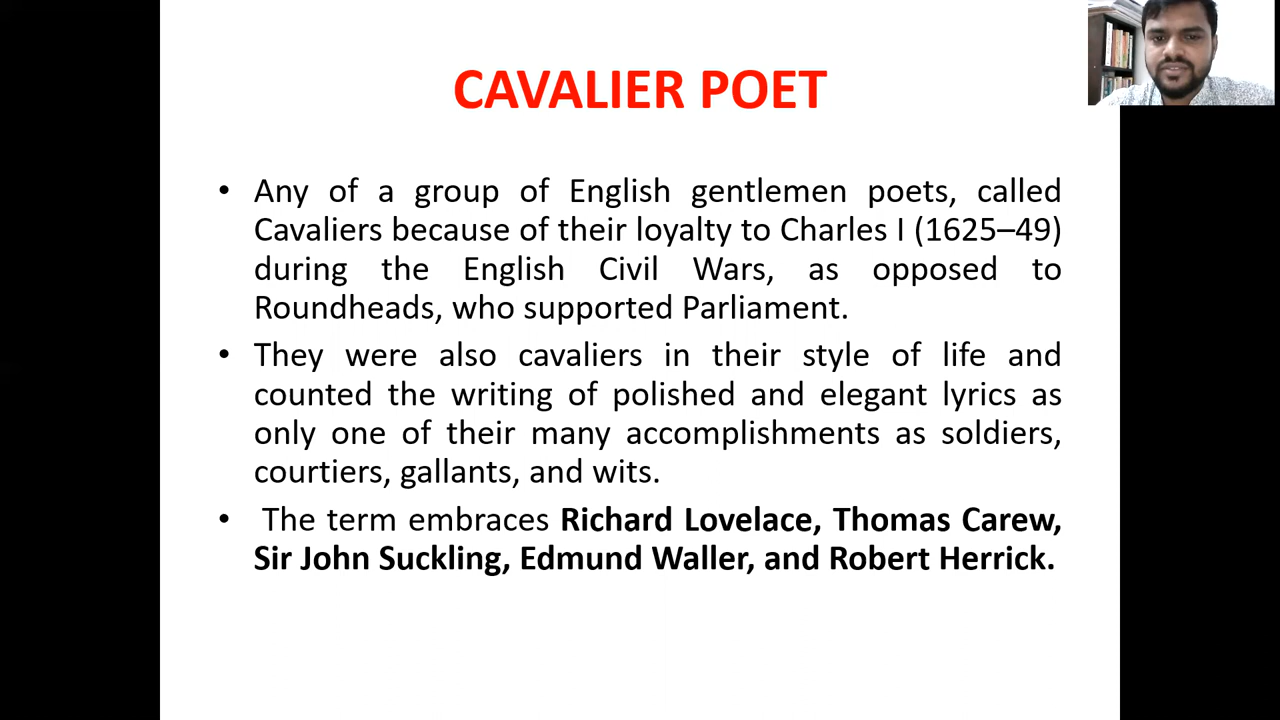 CAVALIER POET
• Any of a group of English gentlemen poets, called
Cavaliers because of their loyalty to Charles I (1625–49)
during the English Civil Wars, as opposed to
Roundheads, who supported Parliament.
• They were also cavaliers in their style of life and
counted the writing of polished and elegant lyrics as
only one of their many accomplishments as soldiers,
courtiers, gallants, and wits.
• The term embraces Richard Lovelace, Thomas Carew,
Sir John Suckling, Edmund Waller, and Robert Herrick.